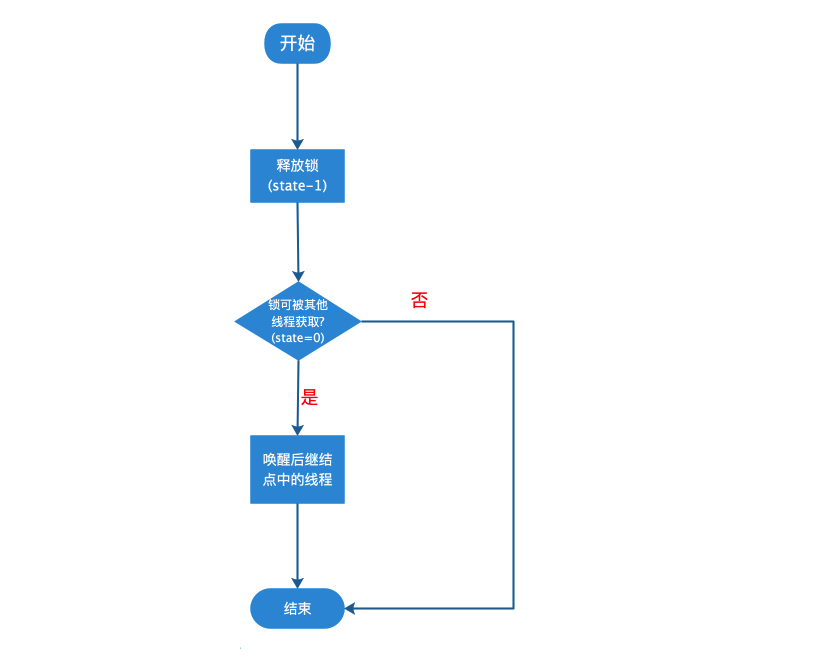 开始
释放锁
(state-1)
锁可被其他
线程获取?
(state=0)
否
是
唤醒后继结
点中的线程
结束